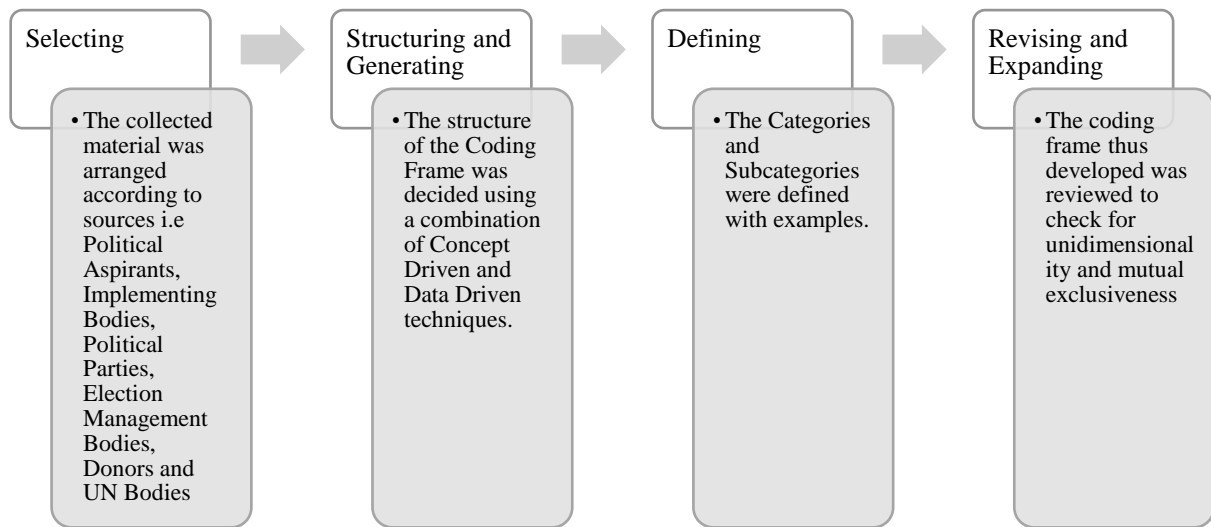 Selecting
• The collected
material was
arranged
according to
sources i.e
Political
Aspirants,
Implementing
Bodies,
Political
Parties,
Election
Management
Bodies,
Donors and
UN Bodies
Structuring and
Generating
• The structure
of the Coding
Frame was
decided using
a combination
of Concept
Driven and
Data Driven
techniques.
Defining
• The Categories
and
Subcategories
were defined
with examples.
Revising and
Expanding
• The coding
frame thus
developed was
reviewed to
check for
unidimensional
ity and mutual
exclusiveness